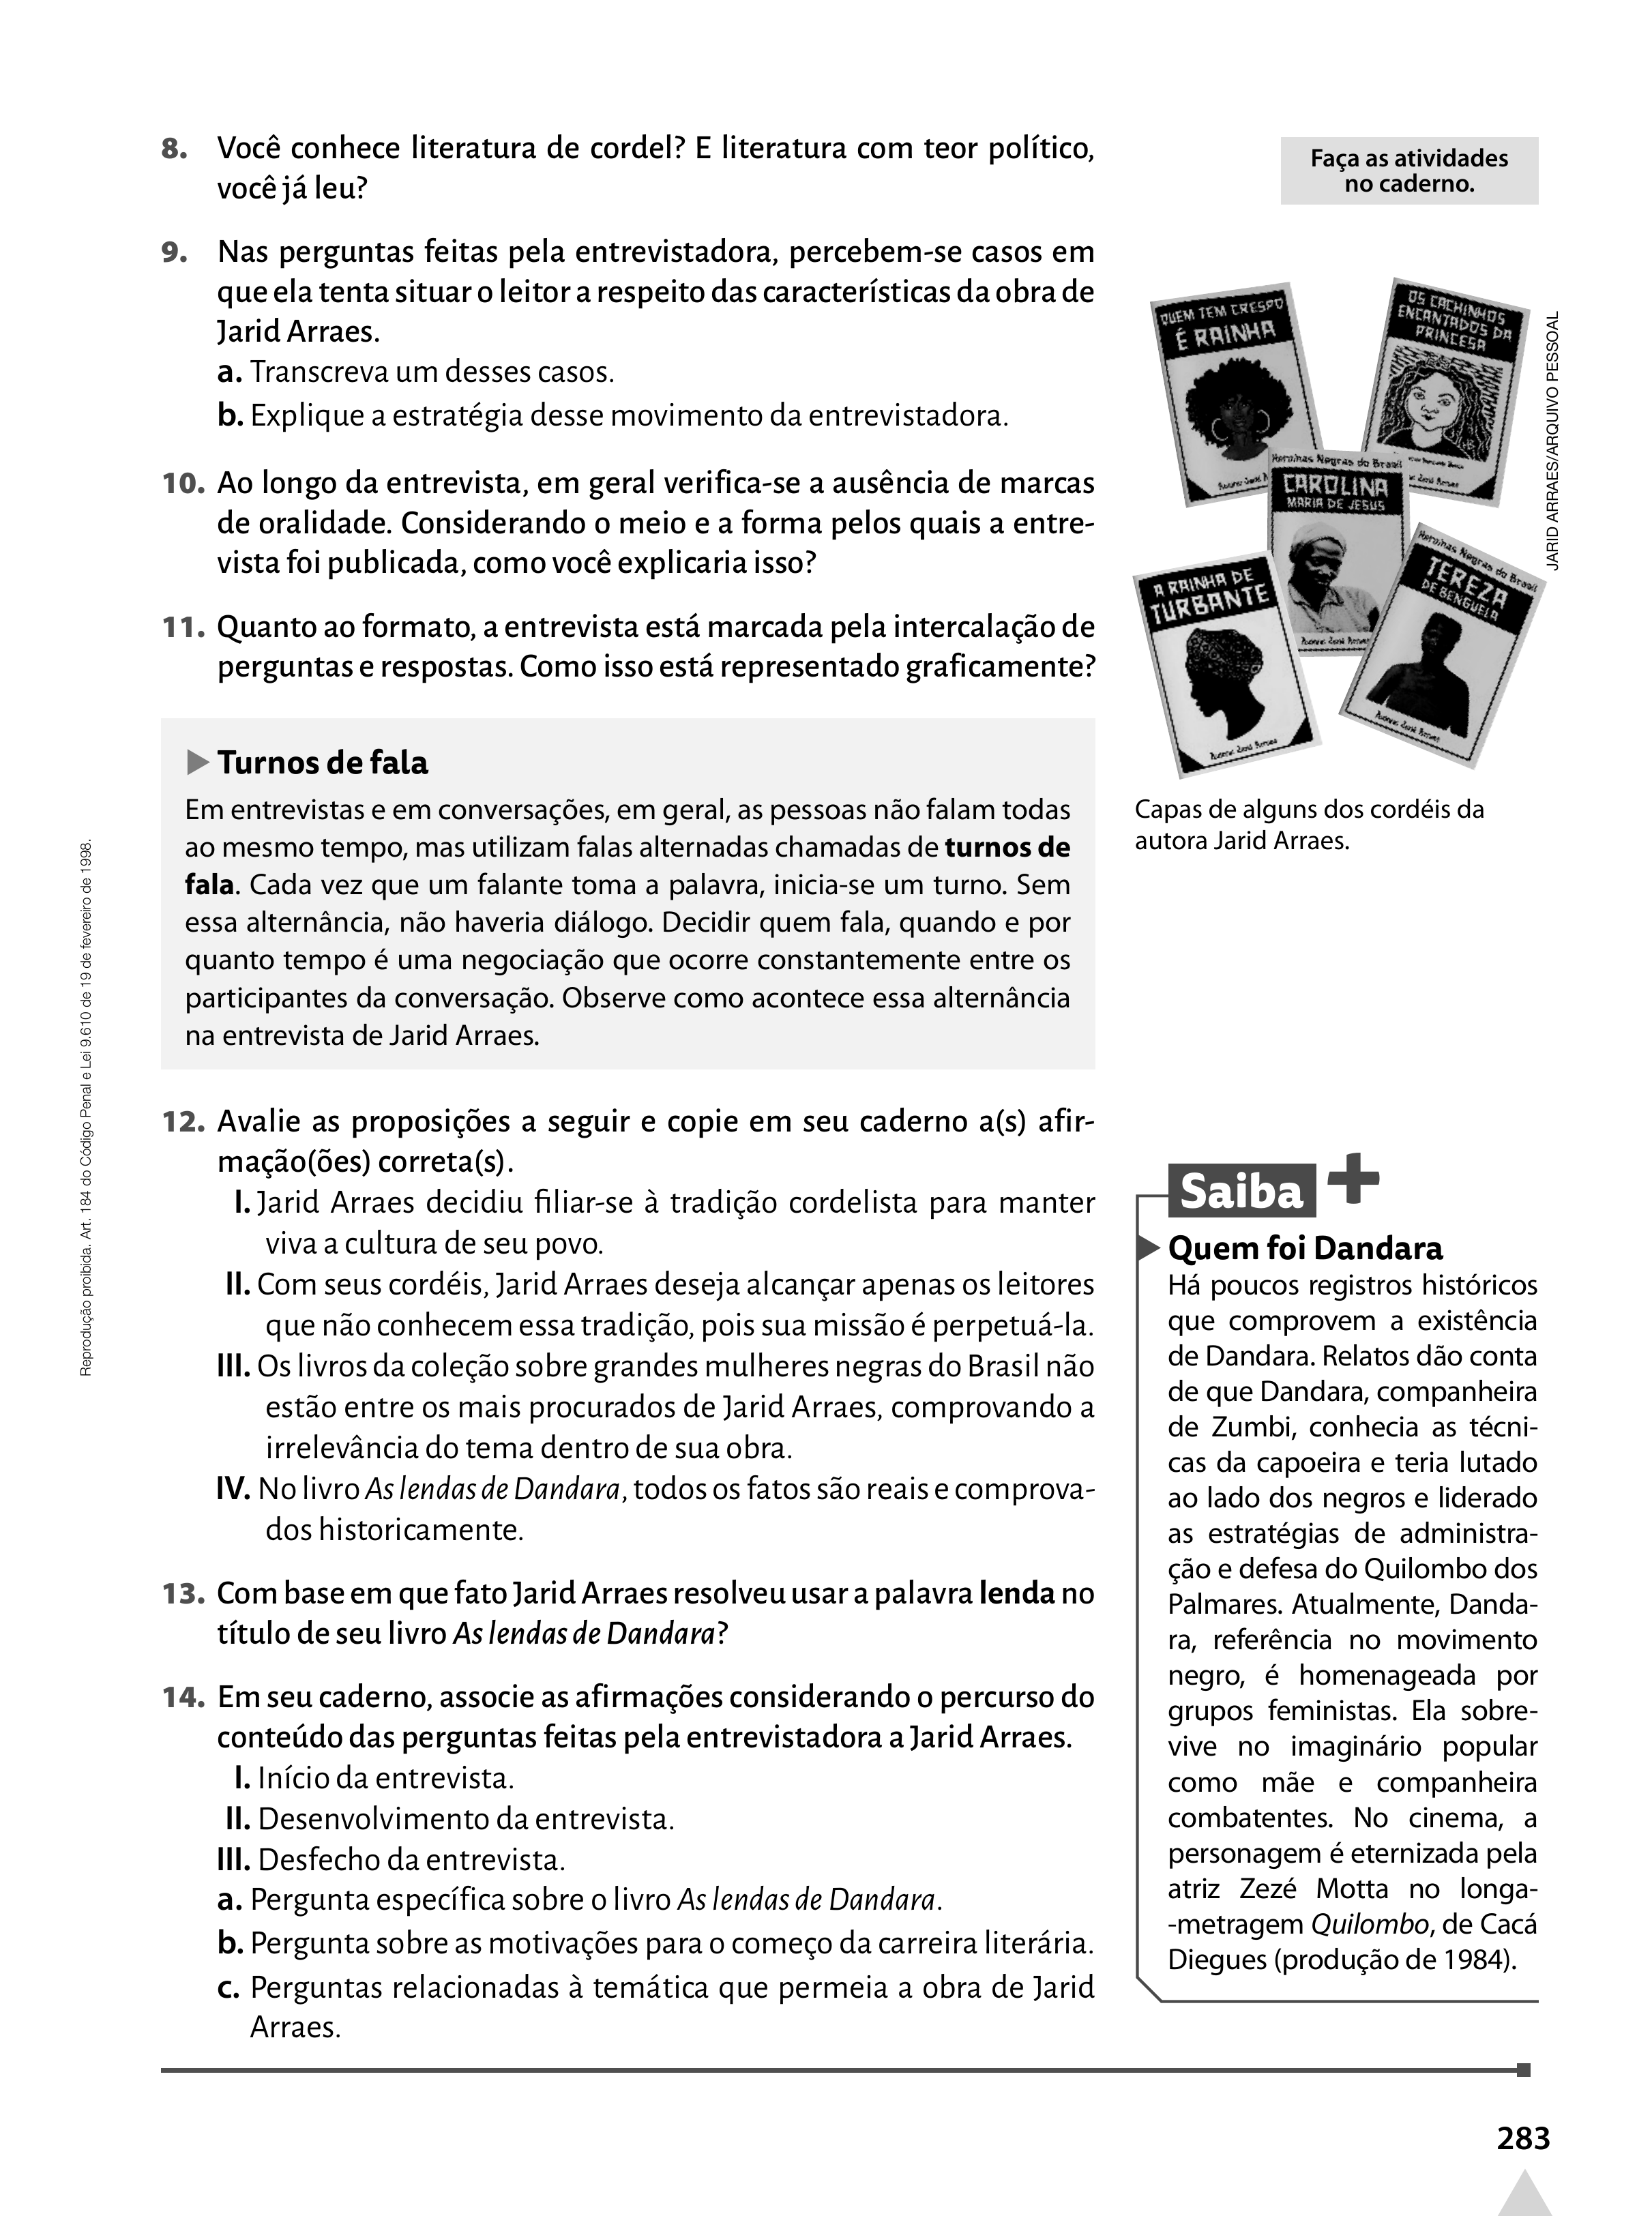 8. Você conhece literatura de cordel? E literatura com teor político,
você já leu?
9. Nas perguntas feitas pela entrevistadora, percebem-se casos em
que ela tenta situar o leitor a respeito das características da obra de
Jarid Arraes.
a. Transcreva um desses casos.
b. Explique a estratégia desse movimento da entrevistadora.
10. Ao longo da entrevista, em geral verifica-se a ausência de marcas
de oralidade. Considerando o meio e a forma pelos quais a entre-
vista foi publicada, como você explicaria isso?
11. Quanto ao formato, a entrevista está marcada pela intercalação de
perguntas e respostas. Como isso está representado graficamente?
Turnos de fala
Em entrevistas e em conversações, em geral, as pessoas não falam todas
ao mesmo tempo, mas utilizam falas alternadas chamadas de turnos de
fala. Cada vez que um falante toma a palavra, inicia-se um turno. Sem
essa alternância, não haveria diálogo. Decidir quem fala, quando e por
quanto tempo é uma negociação que ocorre constantemente entre os
participantes da conversação. Observe como acontece essa alternância
na entrevista de Jarid Arraes.
12. Avalie as proposições a seguir e copie em seu caderno a(s) afir-
mação(ões) correta(s).
I. Jarid Arraes decidiu filiar-se à tradição cordelista para manter
viva a cultura de seu povo.
II. Com seus cordéis, Jarid Arraes deseja alcançar apenas os leitores
que não conhecem essa tradição, pois sua missão é perpetuá-la.
III. Os livros da coleção sobre grandes mulheres negras do Brasil não
estão entre os mais procurados de Jarid Arraes, comprovando a
irrelevância do tema dentro de sua obra.
IV. No livro As lendas de Dandara, todos os fatos são reais e comprova-
dos historicamente.
13. Com base em que fato Jarid Arraes resolveu usar a palavra lenda no
título de seu livro As lendas de Dandara?
14. Em seu caderno, associe as afirmações considerando o percurso do
conteúdo das perguntas feitas pela entrevistadora a Jarid Arraes.
I. Início da entrevista.
II. Desenvolvimento da entrevista.
III. Desfecho da entrevista.
a. Pergunta específica sobre o livro As lendas de Dandara.
b. Pergunta sobre as motivações para o começo da carreira literária.
c. Perguntas relacionadas à temática que permeia a obra de Jarid
Arraes.
Faça as atividades
no caderno.
QUEM TEM CRESPO
É RAINHA
OS CACHINHOS
ENCANTADOS DA
PRINCESA
Heroínas Negras do Brasil
CAROLINA
MARIA DE JESUS
Autora: Jarid Arraes
A RAINHA DE
TURBANTE
Autora: Jarid Arraes
Heroínas Negras do Brasil
TEREZA
DE BENGUELA
Autora: Jarid Arraes
JARID ARRAES/ARQUIVO PESSOAL
Capas de alguns dos cordéis da
autora Jarid Arraes.
Saiba +
Quem foi Dandara
Há poucos registros históricos
que comprovem a existência
de Dandara. Relatos dão conta
de que Dandara, companheira
de Zumbi, conhecia as técni-
cas da capoeira e teria lutado
ao lado dos negros e liderado
as estratégias de administra-
ção e defesa do Quilombo dos
Palmares. Atualmente, Danda-
ra, referência no movimento
negro, é homenageada por
grupos feministas. Ela sobre-
vive no imaginário popular
como mãe e companheira
combatentes. No cinema, a
personagem é eternizada pela
atriz Zezé Motta no longa-
-metragem Quilombo, de Cacá
Diegues (produção de 1984).
Reprodução proibida. Art. 184 do Código Penal e Lei 9.610 de 19 de fevereiro de 1998.
283